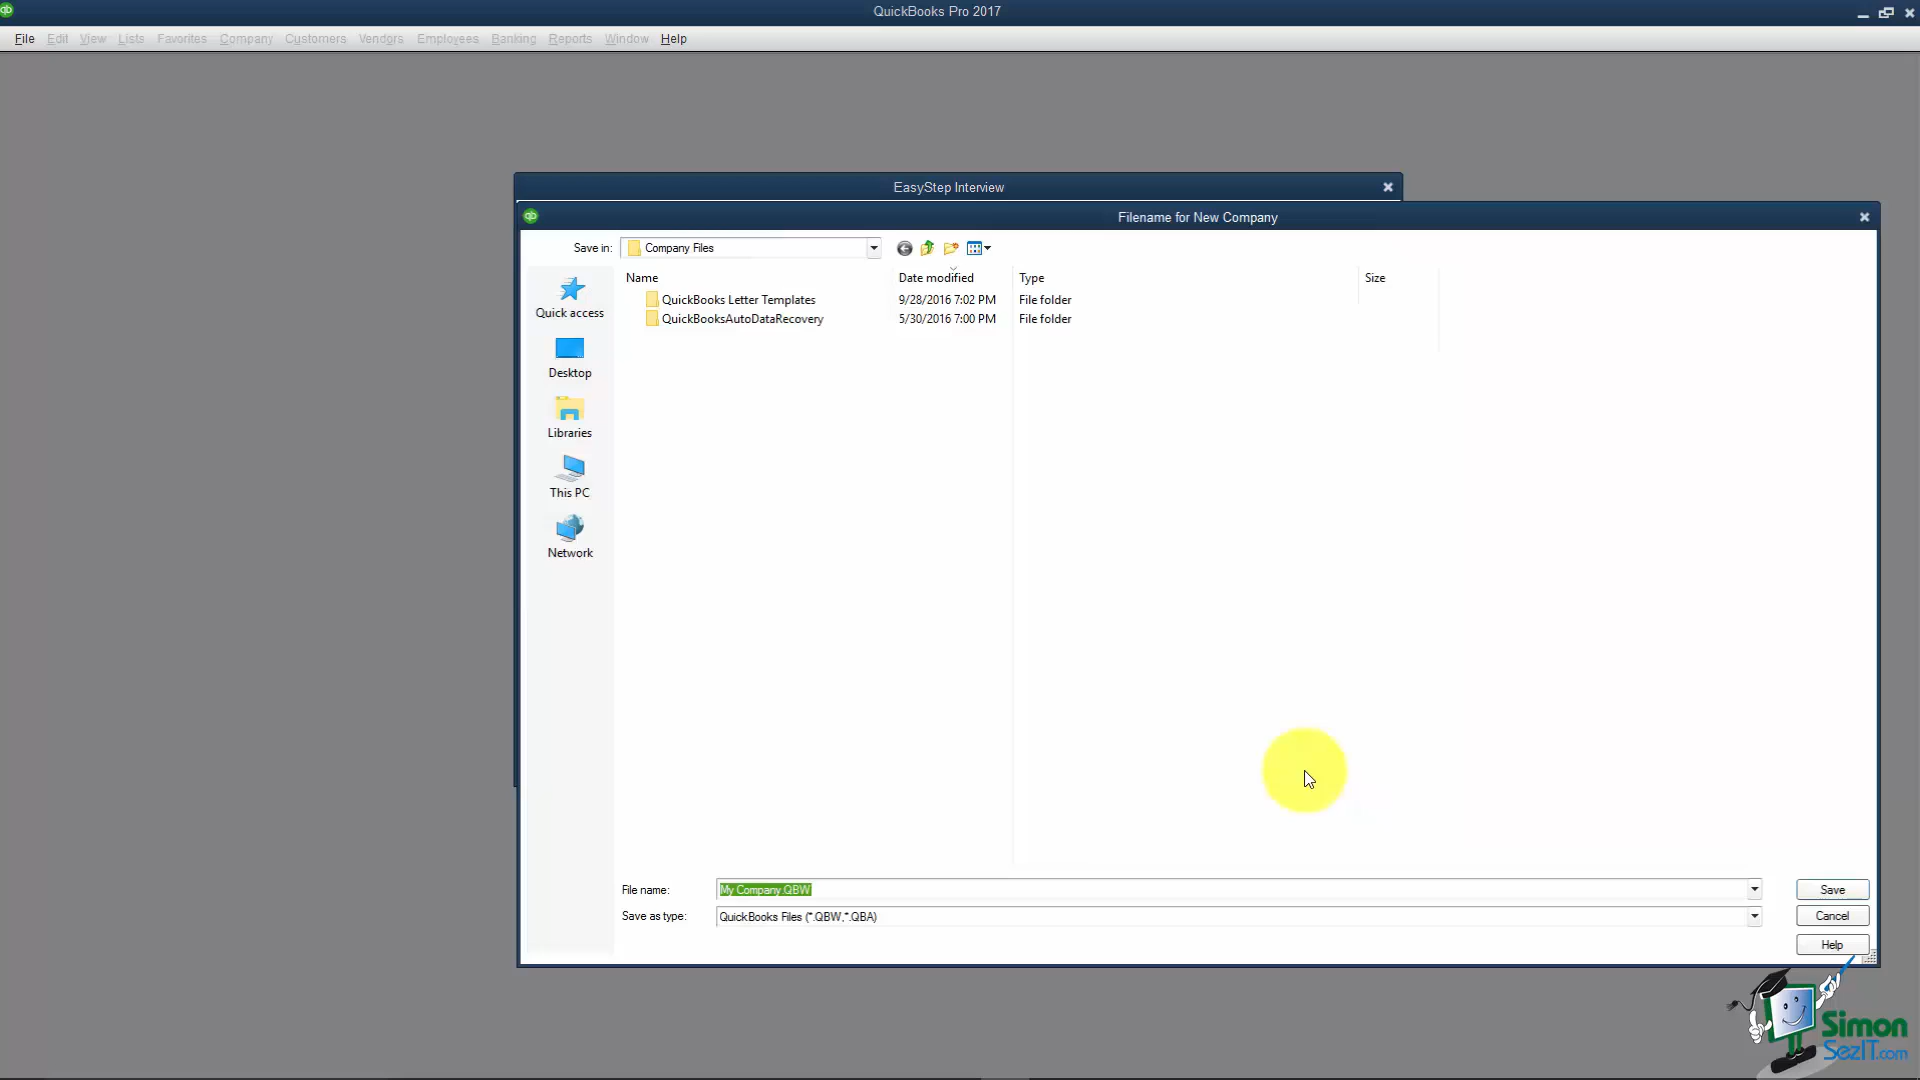 QuickBooks Pro 2017
File Edit View Lists Favorites Company Customers Vendors Employees Banking Reports Window Help
EasyStep Interview
Filename for New Company
Save in: Company Files
Name Date modified Type Size
QuickBooks Letter Templates 9/28/2016 7:02 PM File folder
QuickBooksAutoDataRecovery 5/30/2016 7:00 PM File folder
Quick access
Desktop
Libraries
This PC
Network
File name: My Company.QBW Save
Save as type: QuickBooks Files (*.QBW,*.QBA) Cancel
Help
Simon
SezIT.com